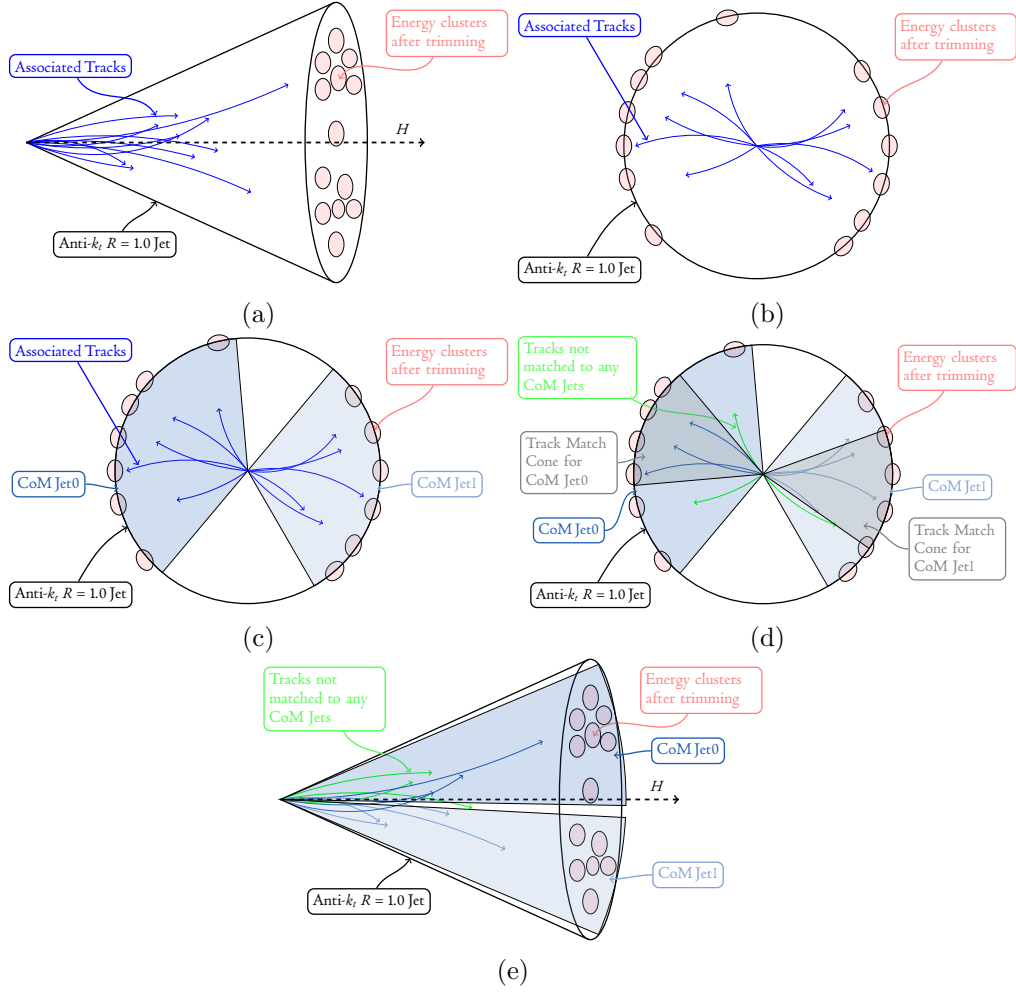 Associated Tracks
Energy clusters
after trimming
H
Anti-kt R = 1.0 Jet
(a)
Associated Tracks
Energy clusters
after trimming
Anti-kt R = 1.0 Jet
(b)
Associated Tracks
Energy clusters
after trimming
CoM Jet0
CoM Jet1
Anti-kt R = 1.0 Jet
(c)
Tracks not
matched to any
CoM Jets
Energy clusters
after trimming
Track Match
Cone for
CoM Jet0
CoM Jet1
CoM Jet0
Track Match
Cone for
CoM Jet1
Anti-kt R = 1.0 Jet
(d)
Tracks not
matched to any
CoM Jets
Energy clusters
after trimming
CoM Jet0
H
CoM Jet1
Anti-kt R = 1.0 Jet
(e)